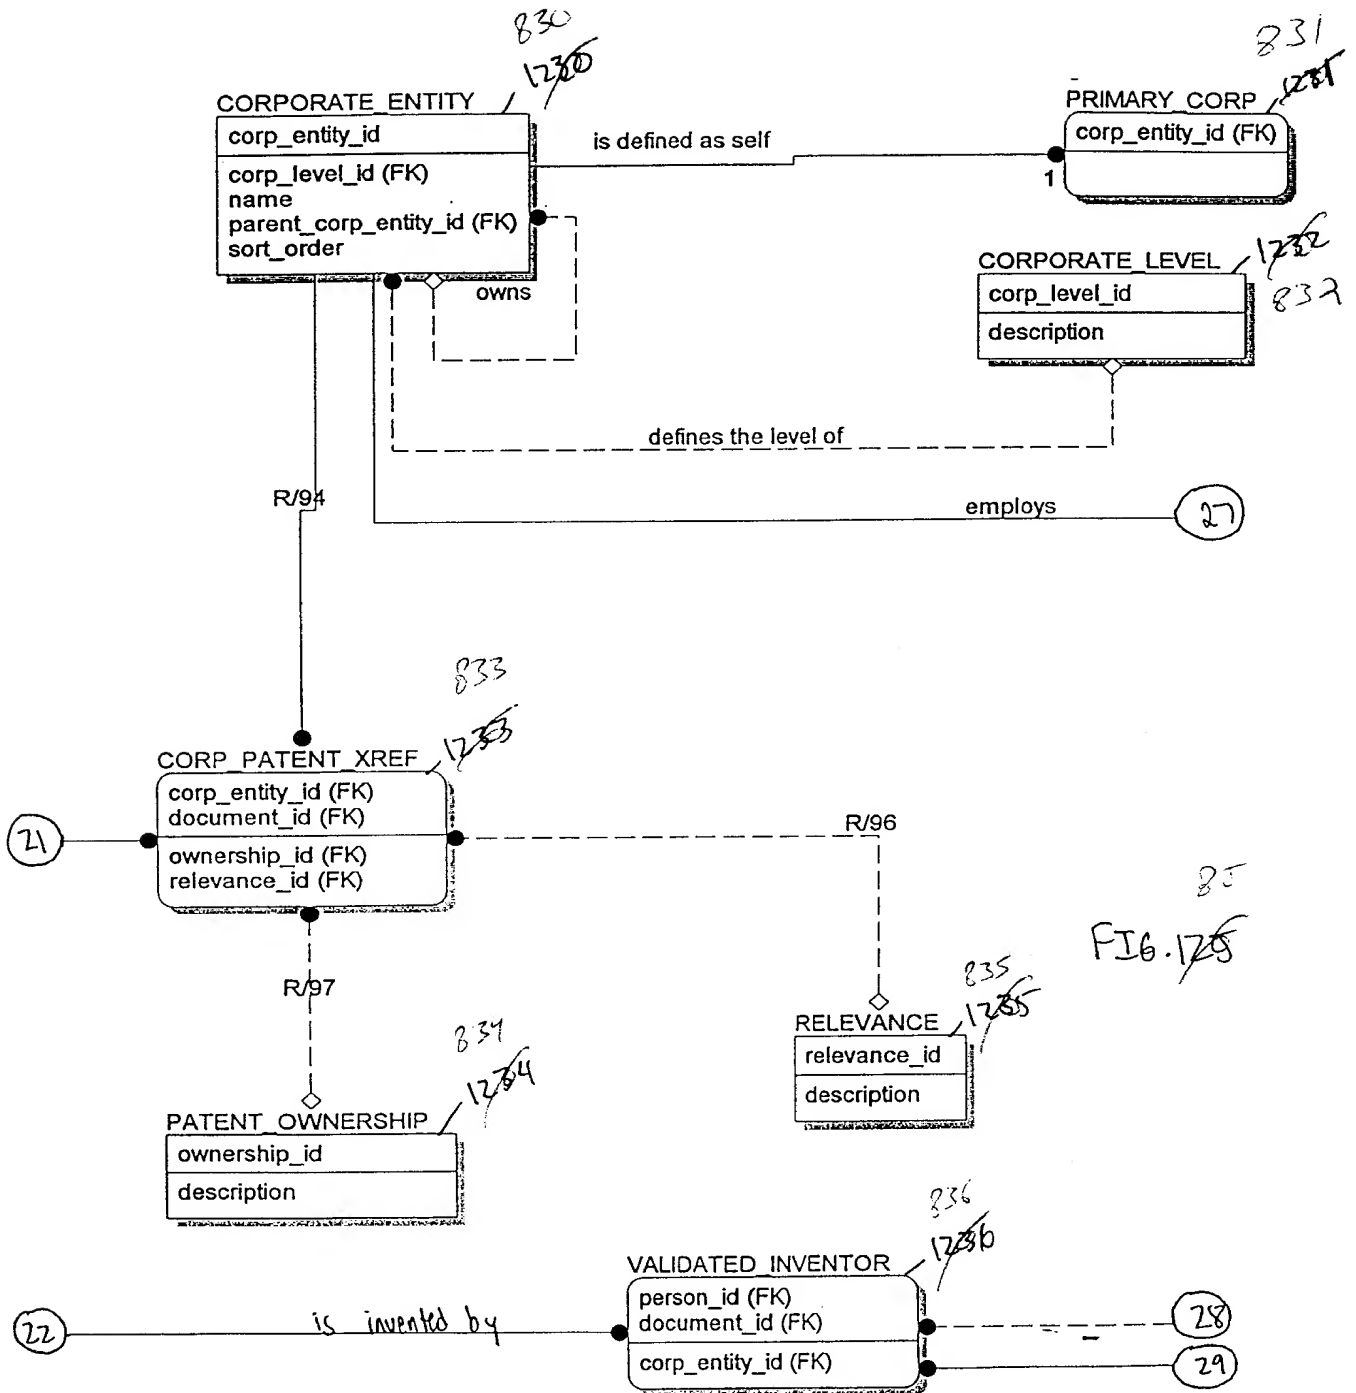 830
1230
CORPORATE_ENTITY
corp_entity_id
corp_level_id (FK)
name
parent_corp_entity_id (FK)
sort_order
owns
is defined as self
1
831
1231
PRIMARY_CORP
corp_entity_id (FK)
1232
CORPORATE_LEVEL
832
corp_level_id
description
defines the level of
R/94
employs
27
833
1233
CORP_PATENT_XREF
corp_entity_id (FK)
document_id (FK)
ownership_id (FK)
relevance_id (FK)
21
R/96
85
FIG. 125
R/97
835
1235
RELEVANCE
relevance_id
description
834
1234
PATENT_OWNERSHIP
ownership_id
description
836
1236
VALIDATED_INVENTOR
person_id (FK)
document_id (FK)
corp_entity_id (FK)
22
is invented by
28
29